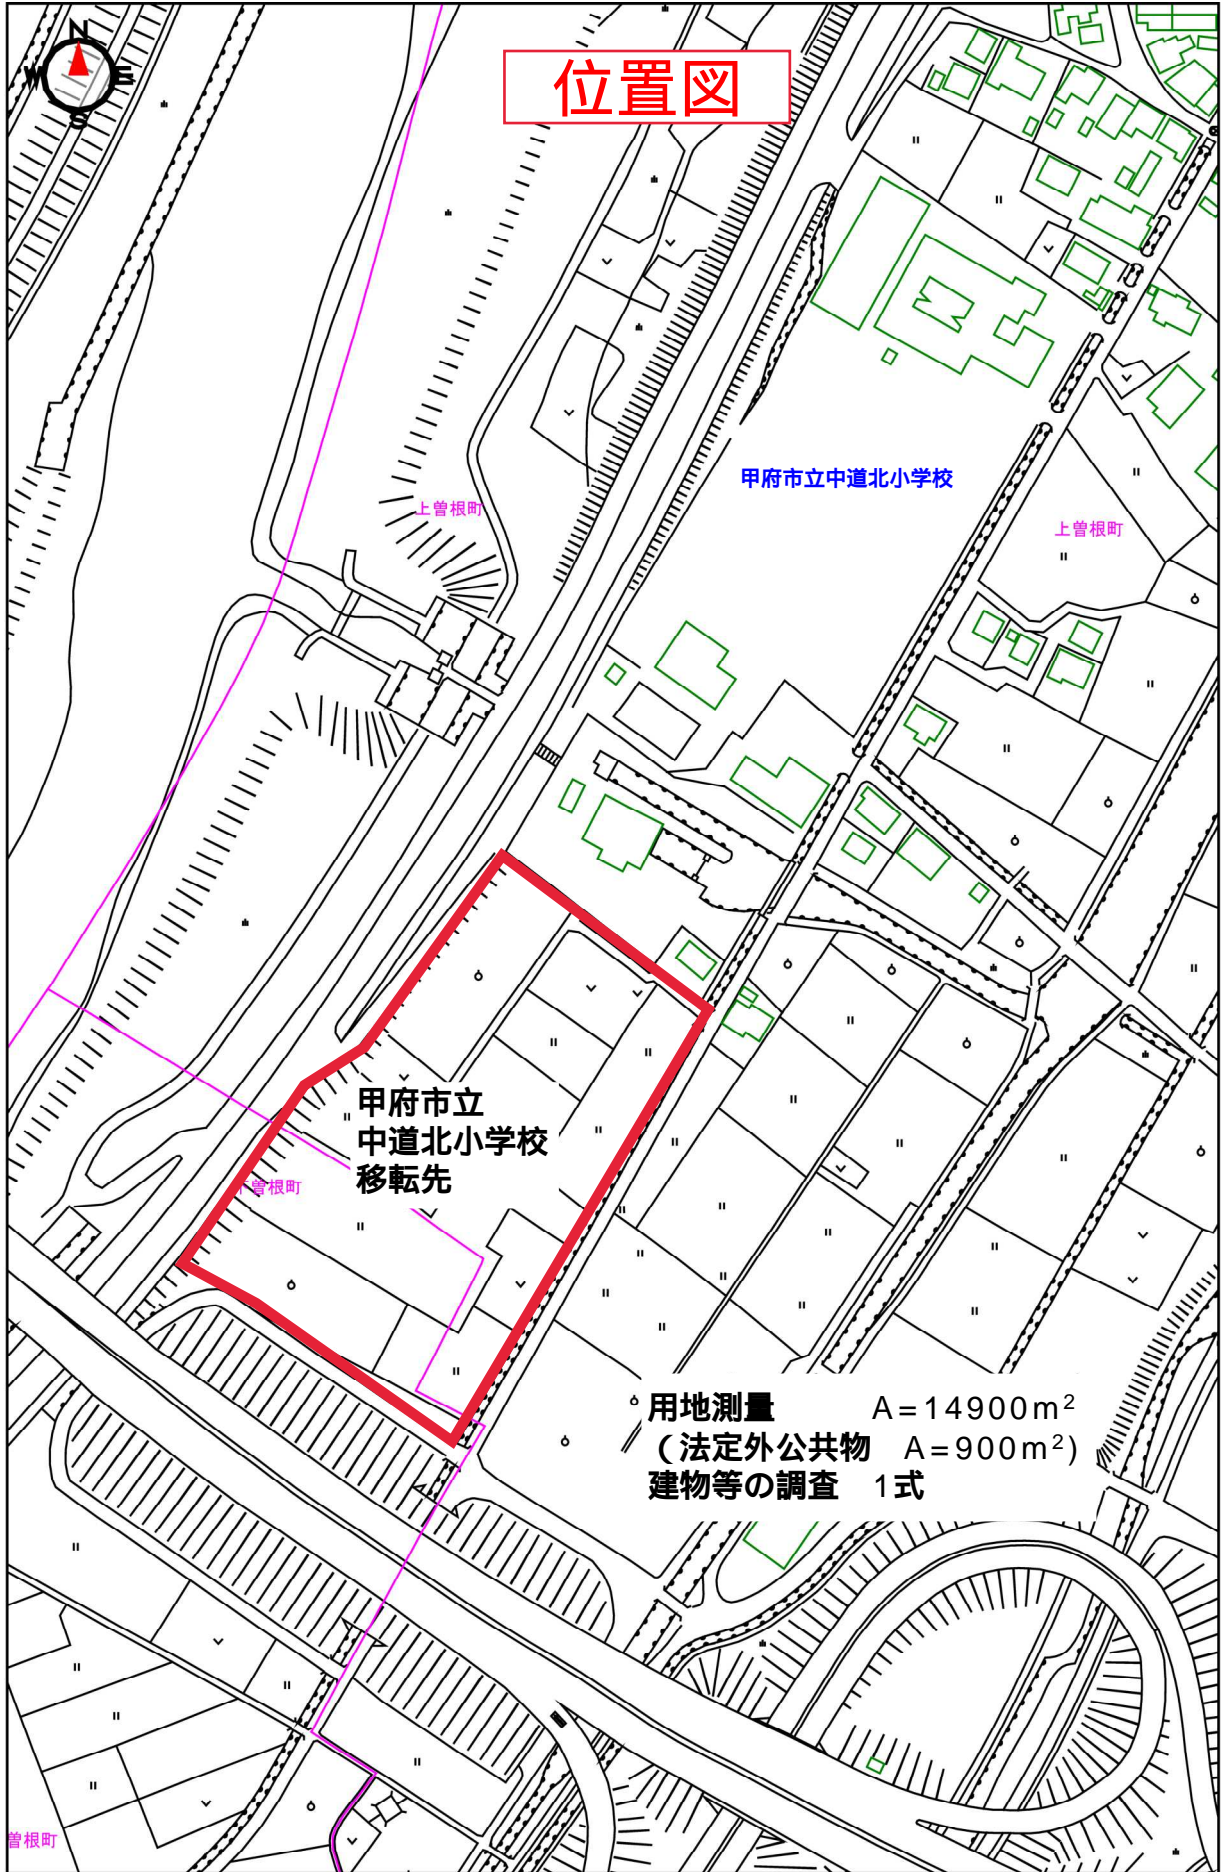 N
W E
S
位置図
甲府市立中道北小学校
上曽根町
上曽根町
甲府市立
中道北小学校
移転先
下曽根町
用地測量 A=14900m²
(法定外公共物 A=900m²)
建物等の調査 1式
曽根町